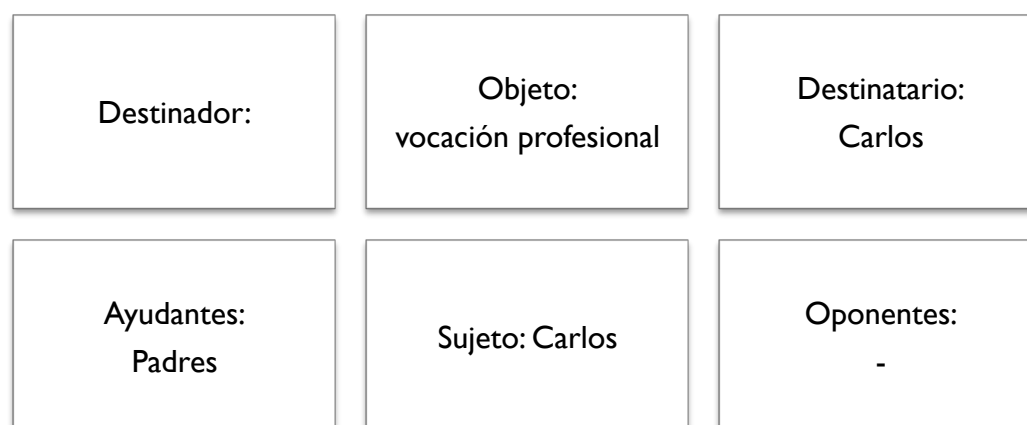 Destinador:
Objeto:
vocación profesional
Destinatario:
Carlos
Ayudantes:
Padres
Sujeto: Carlos
Oponentes:
-